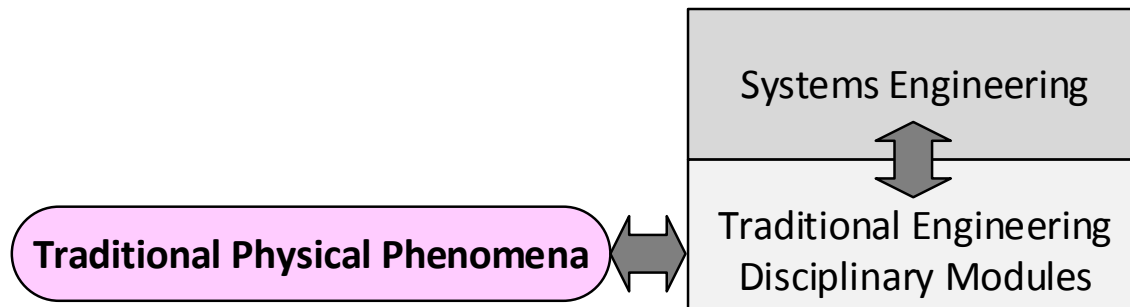 Systems Engineering
Traditional Physical Phenomena
Traditional Engineering
Disciplinary Modules